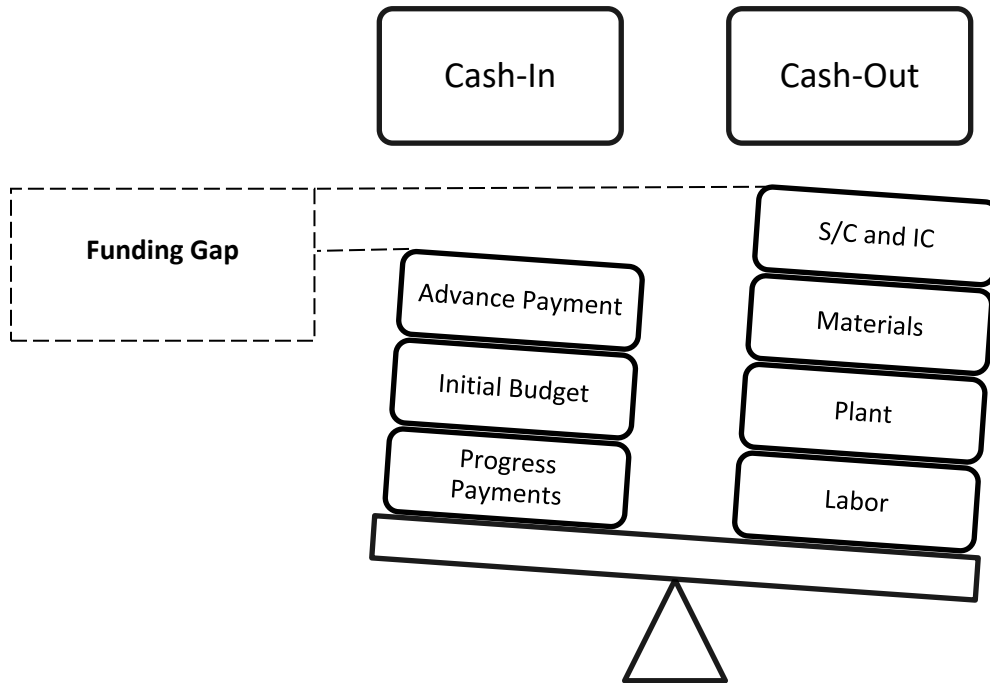 Cash-In
Cash-Out
Funding Gap
Advance Payment
Initial Budget
Progress
Payments
S/C and IC
Materials
Plant
Labor